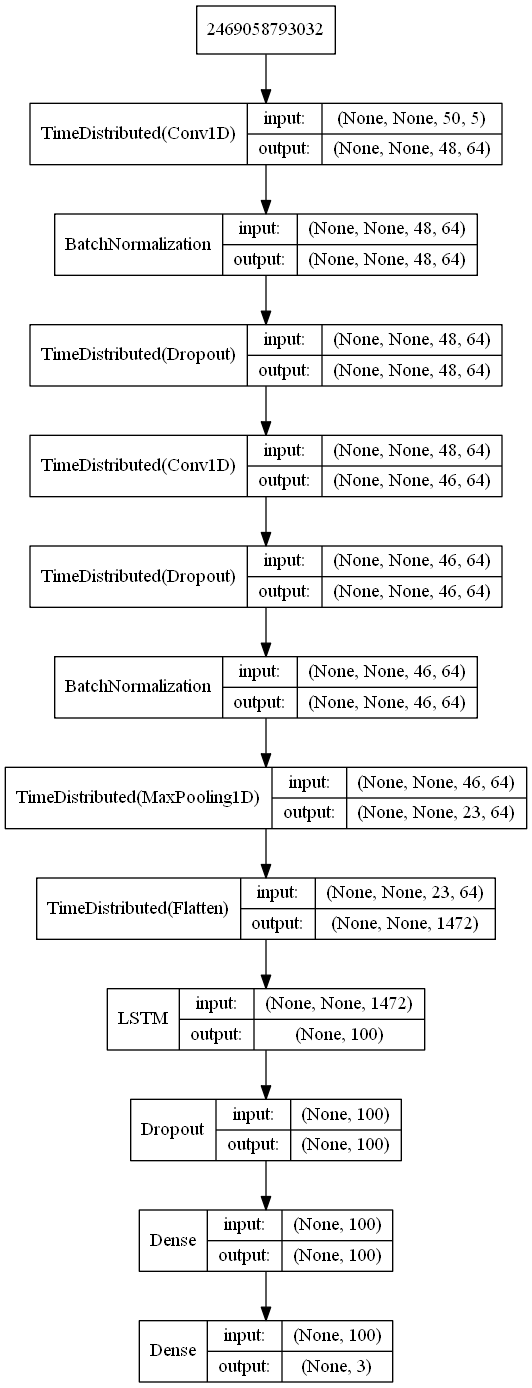 2469058793032
TimeDistributed(Conv1D) input: (None, None, 50, 5)
output: (None, None, 48, 64)
BatchNormalization input: (None, None, 48, 64)
output: (None, None, 48, 64)
TimeDistributed(Dropout) input: (None, None, 48, 64)
output: (None, None, 48, 64)
TimeDistributed(Conv1D) input: (None, None, 48, 64)
output: (None, None, 46, 64)
TimeDistributed(Dropout) input: (None, None, 46, 64)
output: (None, None, 46, 64)
BatchNormalization input: (None, None, 46, 64)
output: (None, None, 46, 64)
TimeDistributed(MaxPooling1D) input: (None, None, 46, 64)
output: (None, None, 23, 64)
TimeDistributed(Flatten) input: (None, None, 23, 64)
output: (None, None, 1472)
LSTM input: (None, None, 1472)
output: (None, 100)
Dropout input: (None, 100)
output: (None, 100)
Dense input: (None, 100)
output: (None, 100)
Dense input: (None, 100)
output: (None, 3)